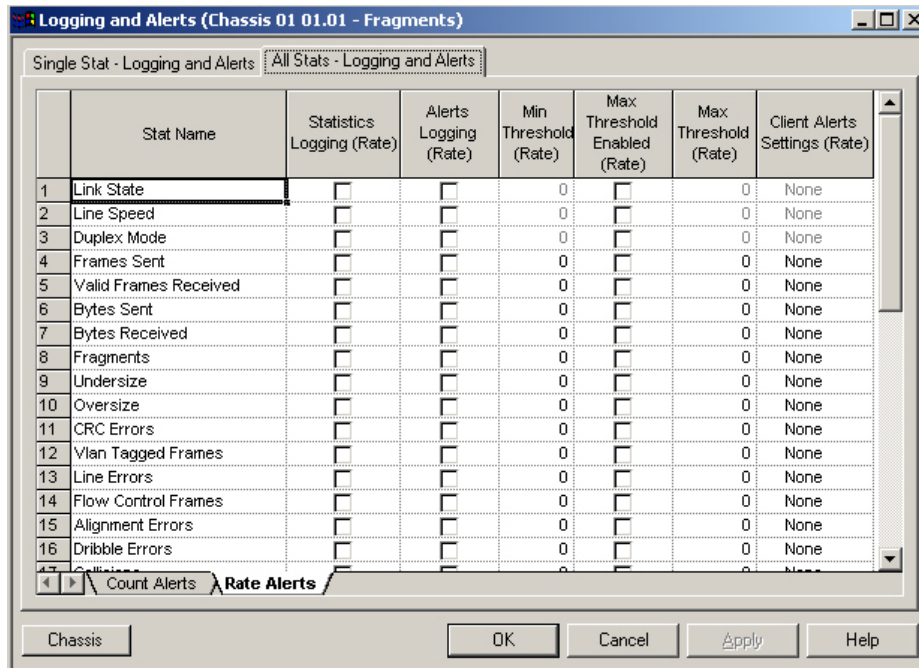 Logging and Alerts (Chassis 01 01.01 - Fragments)
Single Stat - Logging and Alerts All Stats - Logging and Alerts
Stat Name Statistics Logging (Rate) Alerts Logging (Rate) Min Threshold (Rate) Max Threshold Enabled (Rate) Max Threshold (Rate) Client Alerts Settings (Rate)
1 Link State 0 0 None
2 Line Speed 0 0 None
3 Duplex Mode 0 0 None
4 Frames Sent 0 0 None
5 Valid Frames Received 0 0 None
6 Bytes Sent 0 0 None
7 Bytes Received 0 0 None
8 Fragments 0 0 None
9 Undersize 0 0 None
10 Oversize 0 0 None
11 CRC Errors 0 0 None
12 Vlan Tagged Frames 0 0 None
13 Line Errors 0 0 None
14 Flow Control Frames 0 0 None
15 Alignment Errors 0 0 None
16 Dribble Errors 0 0 None
17 Collisions 0 0 None
Count Alerts Rate Alerts
Chassis OK Cancel Apply Help